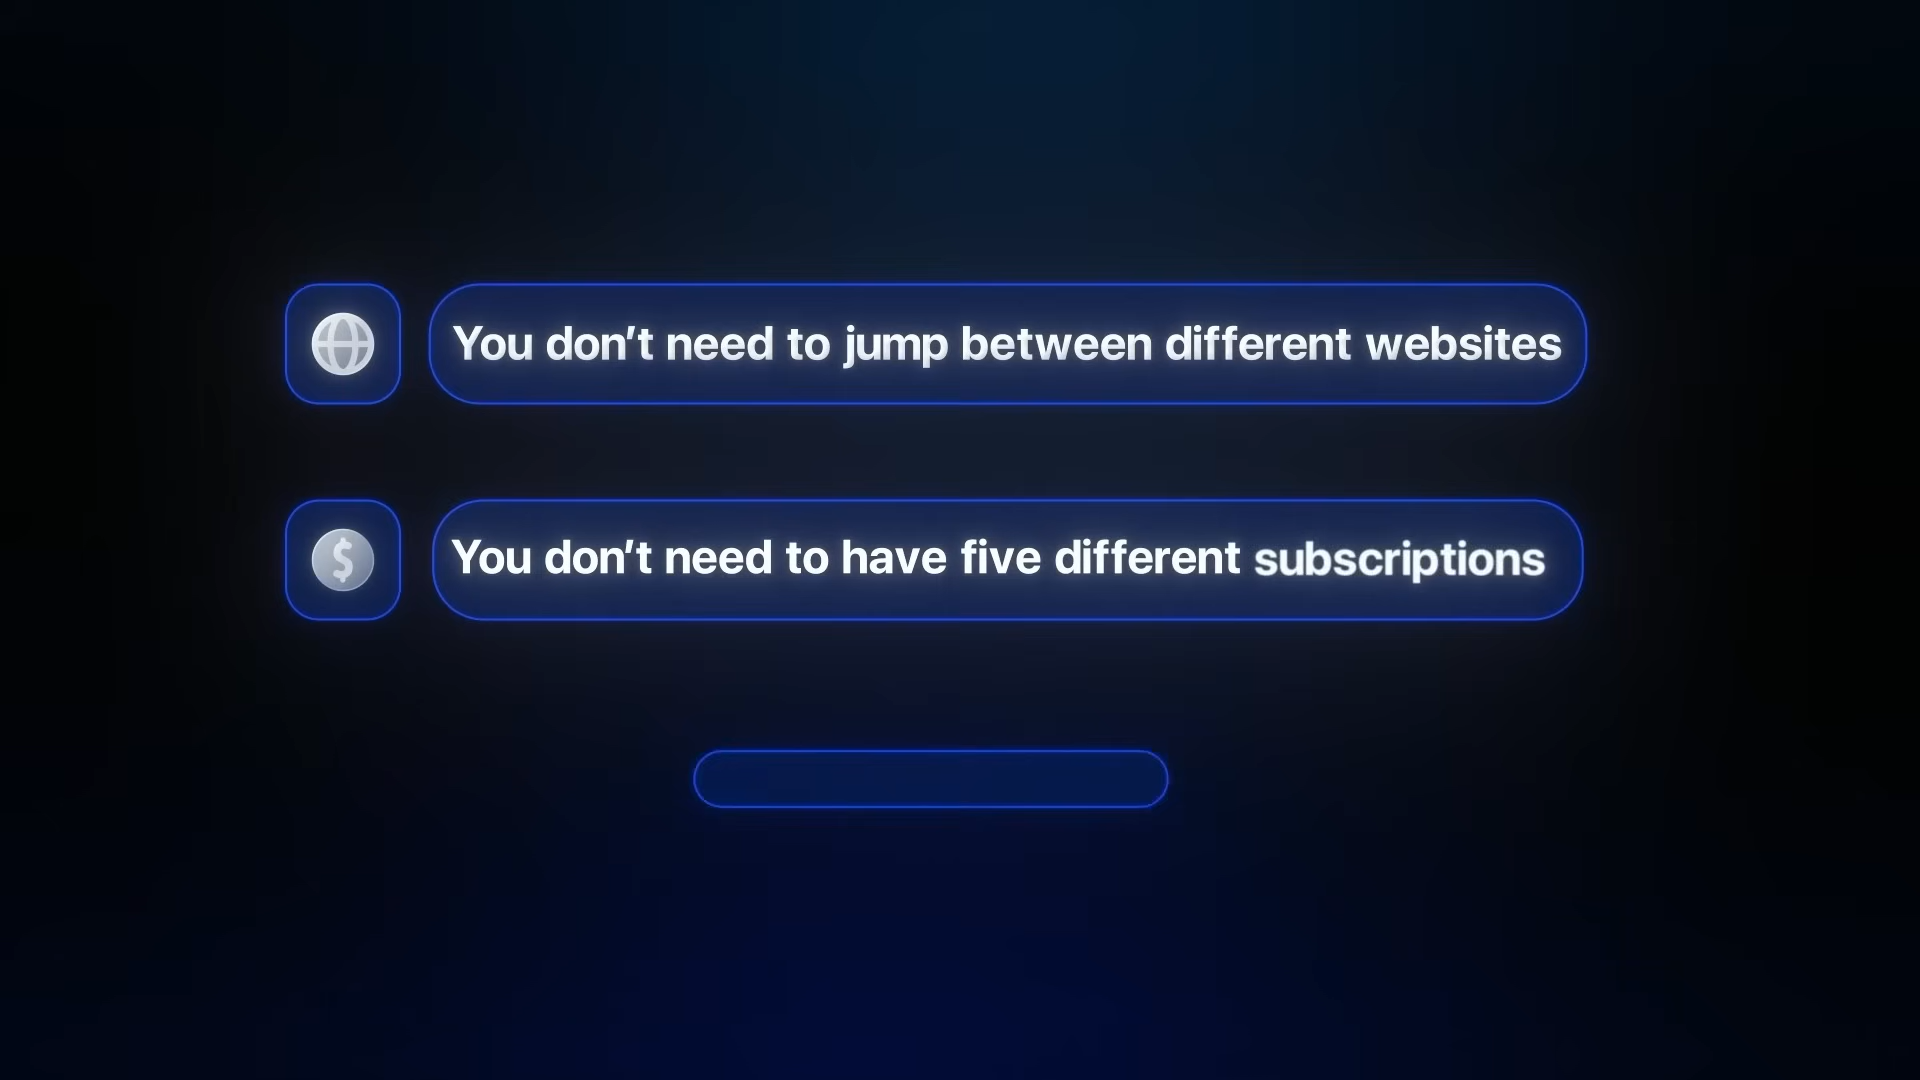 You don't need to jump between different websites
You don't need to have five different subscriptions